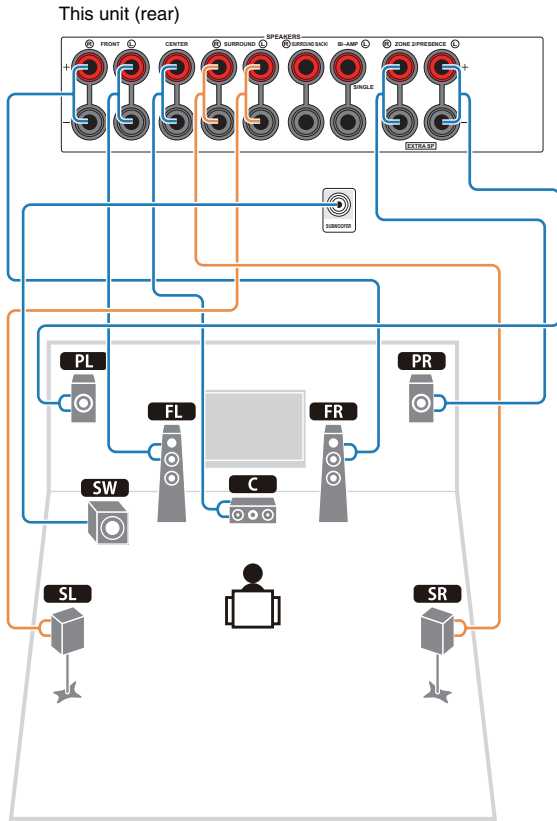 This unit (rear)
SPEAKERS
R FRONT L CENTER R SURROUND L R SURROUND BACK/ BI-AMP L R ZONE 2/PRESENCE L
+ +
SINGLE
– –
EXTRA SP
SUBWOOFER
PL PR
FL FR
SW C
SL SR